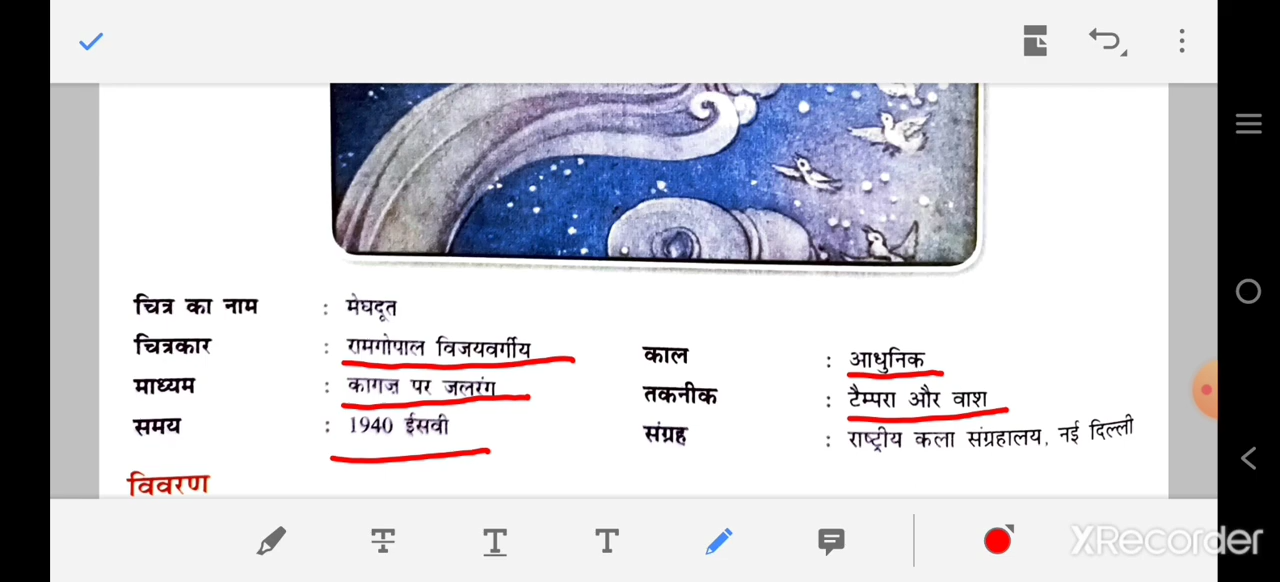 चित्र का नाम : मेघदूत
चित्रकार : रामगोपाल विजयवर्गीय
काल : आधुनिक
माध्यम : कागज़ पर जलरंग
तकनीक : टैम्परा और वाश
समय : 1940 ईसवी
संग्रह : राष्ट्रीय कला संग्रहालय, नई दिल्ली
विवरण
T T T
XRecorder